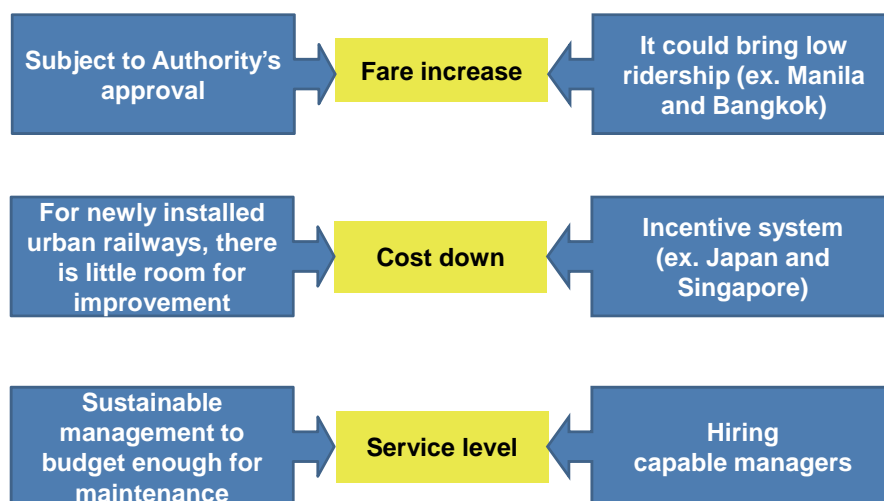 Subject to Authority's
approval
Fare increase
It could bring low
ridership (ex. Manila
and Bangkok)
For newly installed
urban railways, there
is little room for
improvement
Cost down
Incentive system
(ex. Japan and
Singapore)
Sustainable
management to
budget enough for
maintenance
Service level
Hiring
capable managers